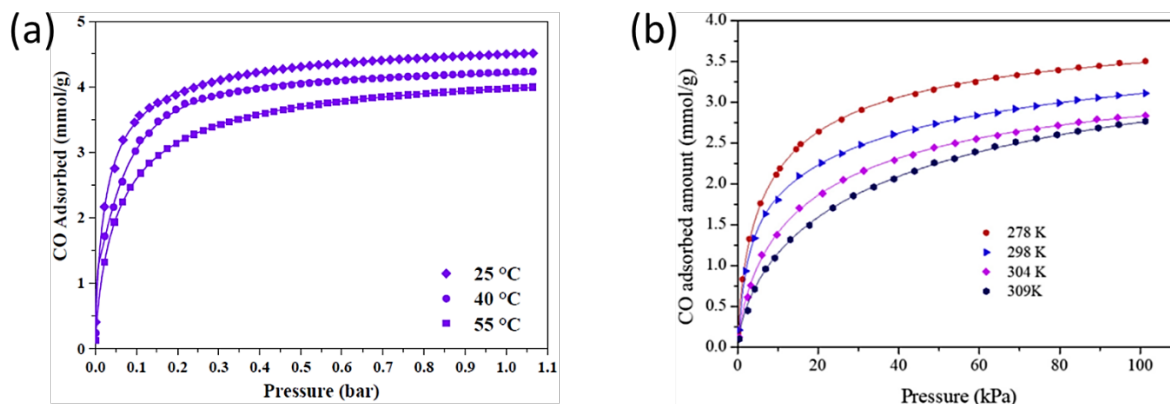 (a)
CO Adsorbed (mmol/g)
5
4
3
2
1
0
25 °C
40 °C
55 °C
0.0 0.1 0.2 0.3 0.4 0.5 0.6 0.7 0.8 0.9 1.0 1.1
Pressure (bar)
(b)
CO adsorbed amount (mmol/g)
4.0
3.5
3.0
2.5
2.0
1.5
1.0
0.5
0.0
278 K
298 K
304 K
309K
0 20 40 60 80 100
Pressure (kPa)